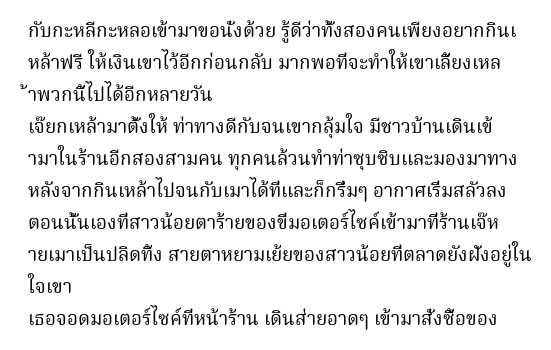 กับกะหลีกะหลอเข้ามาขอนั่งด้วย รู้ดีว่าทั้งสองคนเพียงอยากกินเ
หล้าฟรี ให้เงินเขาไว้อีกก่อนกลับ มากพอที่จะทำให้เขาเลี้ยงเหล
้าพวกนี้ไปได้อีกหลายวัน
เจ๊ยกเหล้ามาตั้งให้ ท่าทางดีกับจนเขากลุ้มใจ มีชาวบ้านเดินเข้
ามาในร้านอีกสองสามคน ทุกคนล้วนทำท่าซุบซิบและมองมาทาง
หลังจากกินเหล้าไปจนกับเมาได้ที่และก็กรึ่มๆ อากาศเริ่มสลัวลง
ตอนนั้นเองที่สาวน้อยตาร้ายของขี่มอเตอร์ไซค์เข้ามาที่ร้านเจ๊ห
ายเมาเป็นปลิดทิ้ง สายตาหยามเย้ยของสาวน้อยที่ตลาดยังฝังอยู่ใน
ใจเขา
เธอจอดมอเตอร์ไซค์ที่หน้าร้าน เดินส่ายอาดๆ เข้ามาสั่งซื้อของ